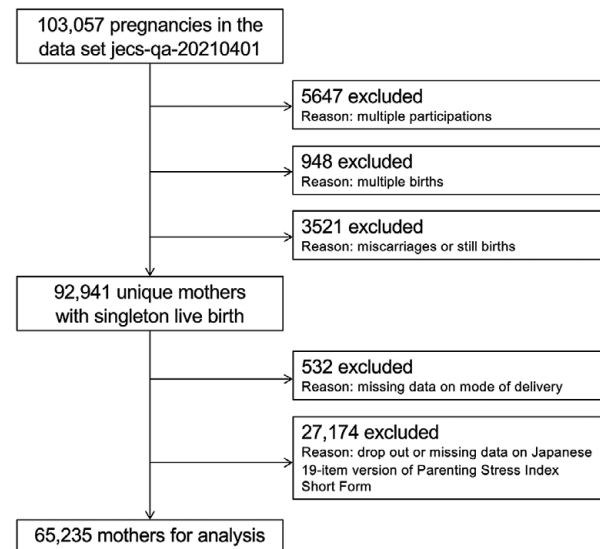 103,057 pregnancies in the
data set jecs-qa-20210401
5647 excluded
Reason: multiple participations
948 excluded
Reason: multiple births
3521 excluded
Reason: miscarriages or still births
92,941 unique mothers
with singleton live birth
532 excluded
Reason: missing data on mode of delivery
27,174 excluded
Reason: drop out or missing data on Japanese
19-item version of Parenting Stress Index
Short Form
65,235 mothers for analysis